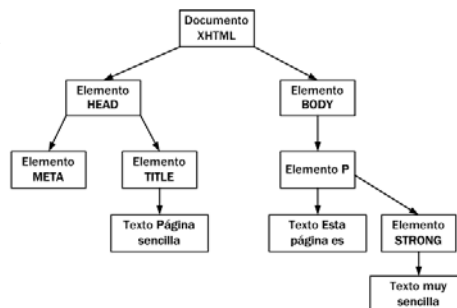 Documento
XHTML
Elemento
HEAD
Elemento
BODY
Elemento
META
Elemento
TITLE
Elemento P
Texto Página
sencilla
Texto Esta
página es
Elemento
STRONG
Texto muy
sencilla